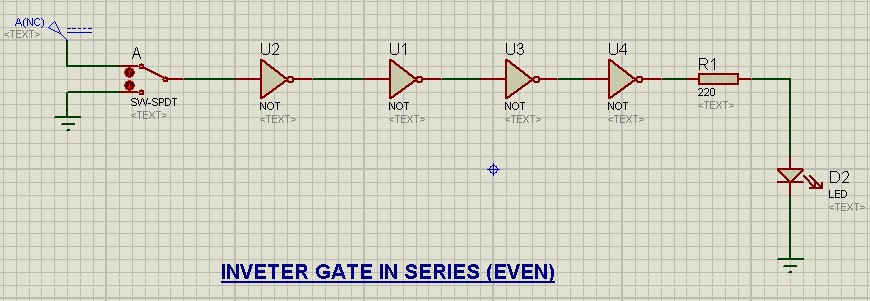 A(NC)
<TEXT>
A
SW-SPDT
<TEXT>
U2
NOT
<TEXT>
U1
NOT
<TEXT>
U3
NOT
<TEXT>
U4
NOT
<TEXT>
R1
220
<TEXT>
D2
LED
<TEXT>
INVETER GATE IN SERIES (EVEN)